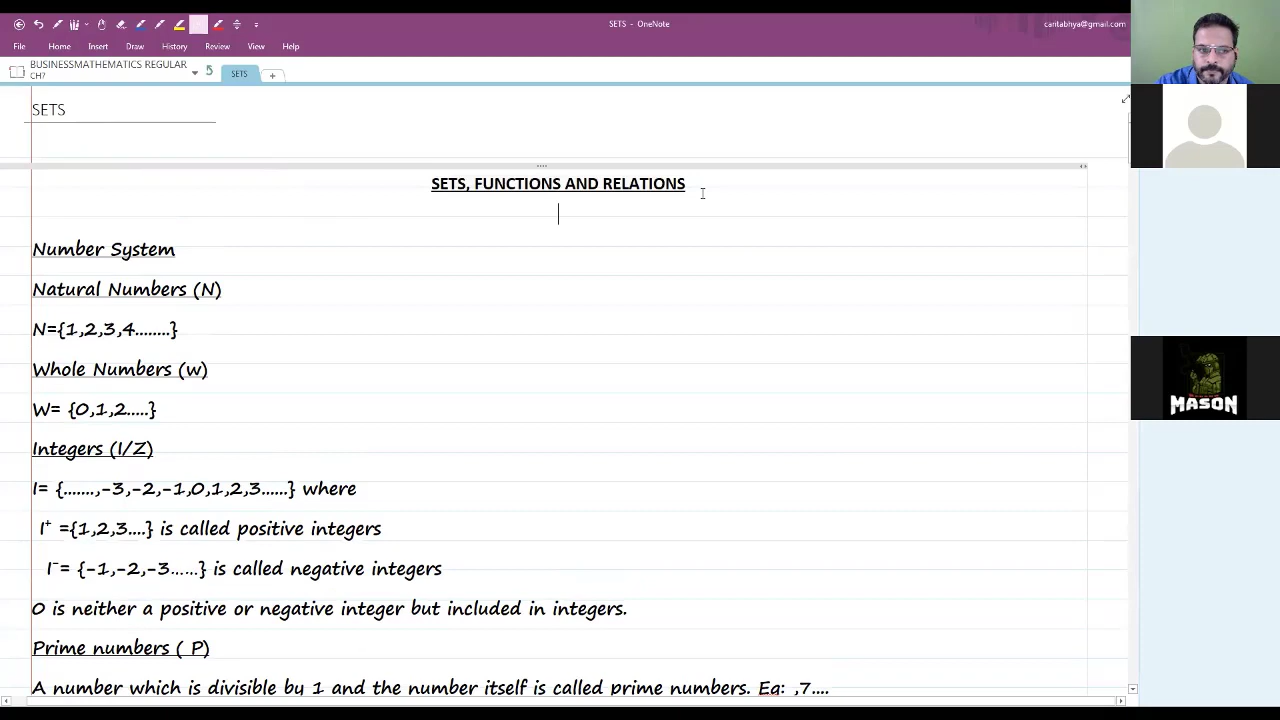 SETS - OneNote
cantabhya@gmail.com
File Home Insert Draw History Review View Help
BUSINESSMATHEMATICS REGULAR
CH7
SETS
SETS
SETS, FUNCTIONS AND RELATIONS
Number System
Natural Numbers (N)
N={1,2,3,4........}
Whole Numbers (w)
W= {0,1,2.....}
Integers (I/Z)
I= {.......,-3,-2,-1,0,1,2,3......} where
I⁺ ={1,2,3....} is called positive integers
I⁻= {-1,-2,-3......} is called negative integers
0 is neither a positive or negative integer but included in integers.
Prime numbers ( P)
A number which is divisible by 1 and the number itself is called prime numbers. Eg: ,7....
MASON